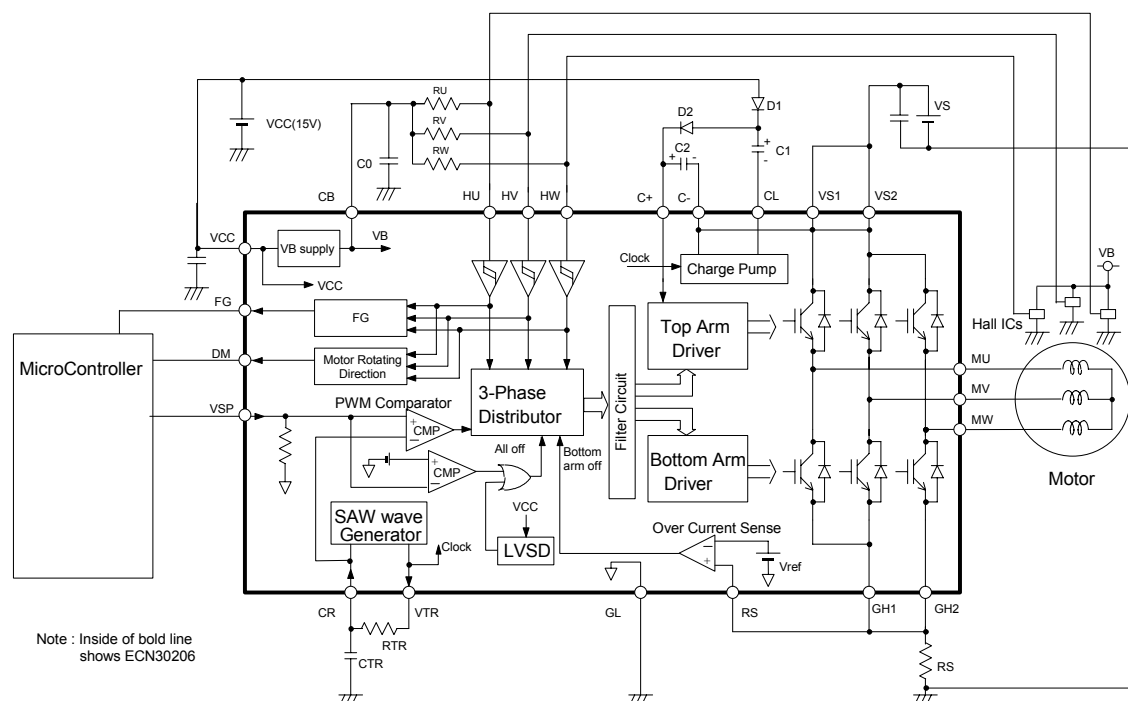 RU
RV
RW
VCC(15V)
C0
D2
D1
C2
+
-
+
-
C1
VS
CB
HU
HV
HW
C+
C-
CL
VS1
VS2
VCC
VB supply
VB
VCC
Clock
Charge Pump
VB
Hall ICs
FG
FG
DM
Motor Rotating
Direction
MicroController
VSP
PWM Comparator
+
CMP
−
+
CMP
−
All off
3-Phase
Distributor
Bottom
arm off
Filter Circuit
Top Arm
Driver
Bottom Arm
Driver
MU
MV
MW
Motor
SAW wave
Generator
Clock
VCC
LVSD
Over Current Sense
−
+
Vref
CR
VTR
GL
RS
GH1
GH2
RTR
CTR
RS
Note : Inside of bold line
shows ECN30206